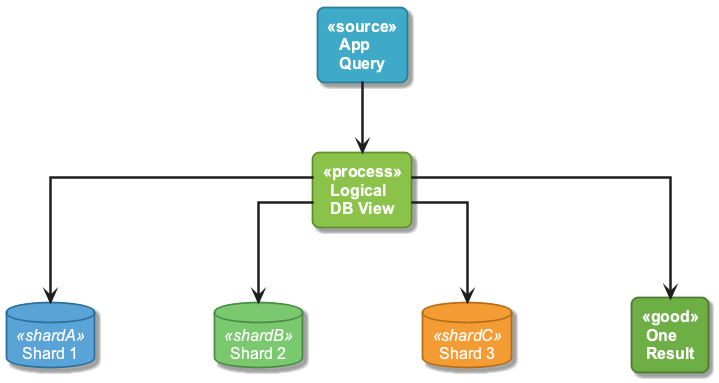 «source»
App
Query
«process»
Logical
DB View
«shardA»
Shard 1
«shardB»
Shard 2
«shardC»
Shard 3
«good»
One
Result